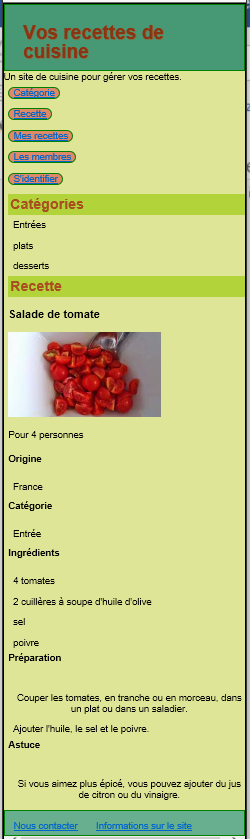 Vos recettes de
cuisine
Un site de cuisine pour gérer vos recettes.
Catégorie
Recette
Mes recettes
Les membres
S'identifier
Catégories
Entrées
plats
desserts
Recette
Salade de tomate
Pour 4 personnes
Origine
France
Catégorie
Entrée
Ingrédients
4 tomates
2 cuillères à soupe d'huile d'olive
sel
poivre
Préparation
Couper les tomates, en tranche ou en morceau, dans
un plat ou dans un saladier.
Ajouter l'huile, le sel et le poivre.
Astuce
Si vous aimez plus épicé, vous pouvez ajouter du jus
de citron ou du vinaigre.
Nous contacter Informations sur le site